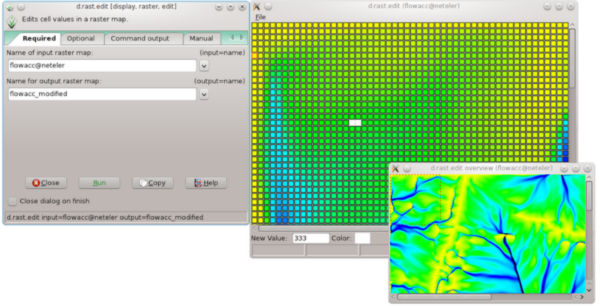 d.rast.edit [display, raster, edit]
Edits cell values in a raster map.
Required Optional Command output Manual
Name of input raster map: (input=name)
flowacc@neteler
Name for output raster map: (output=name)
flowacc_modified
Close Run Copy Help
Close dialog on finish
d.rast.edit input=flowacc@neteler output=flowacc_modified
d.rast.edit (flowacc@neteler)
File
New Value: 333 Color:
d.rast.edit overview (flowacc@neteler)